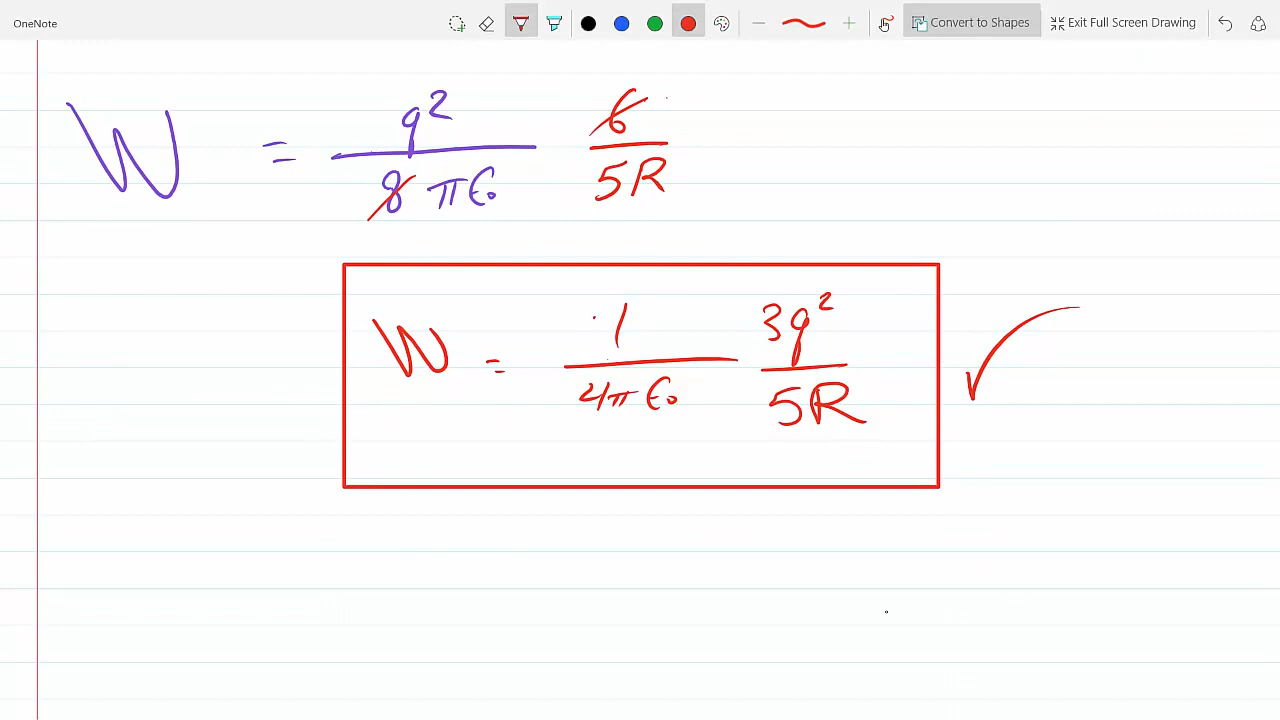 OneNote
Convert to Shapes
Exit Full Screen Drawing
W = q² / 8πε₀ 6 / 5R
W = 1 / 4πε₀ 3q² / 5R